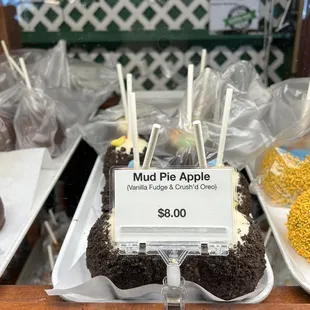 Mud Pie Apple
(Vanilla Fudge & Crush'd Oreo)
$8.00